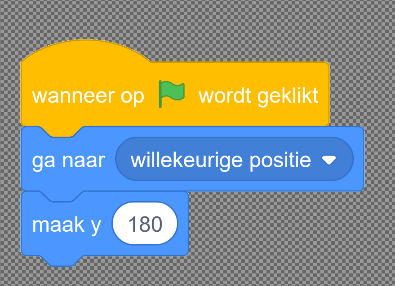 wanneer op wordt geklikt
ga naar willekeurige positie
maak y 180